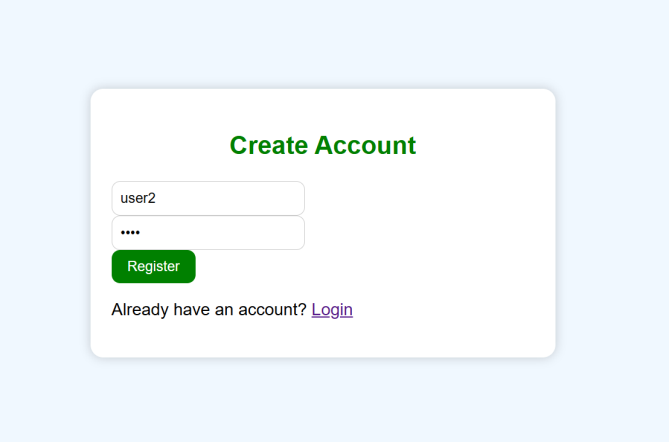 Create Account
user2
••••
Register
Already have an account? Login